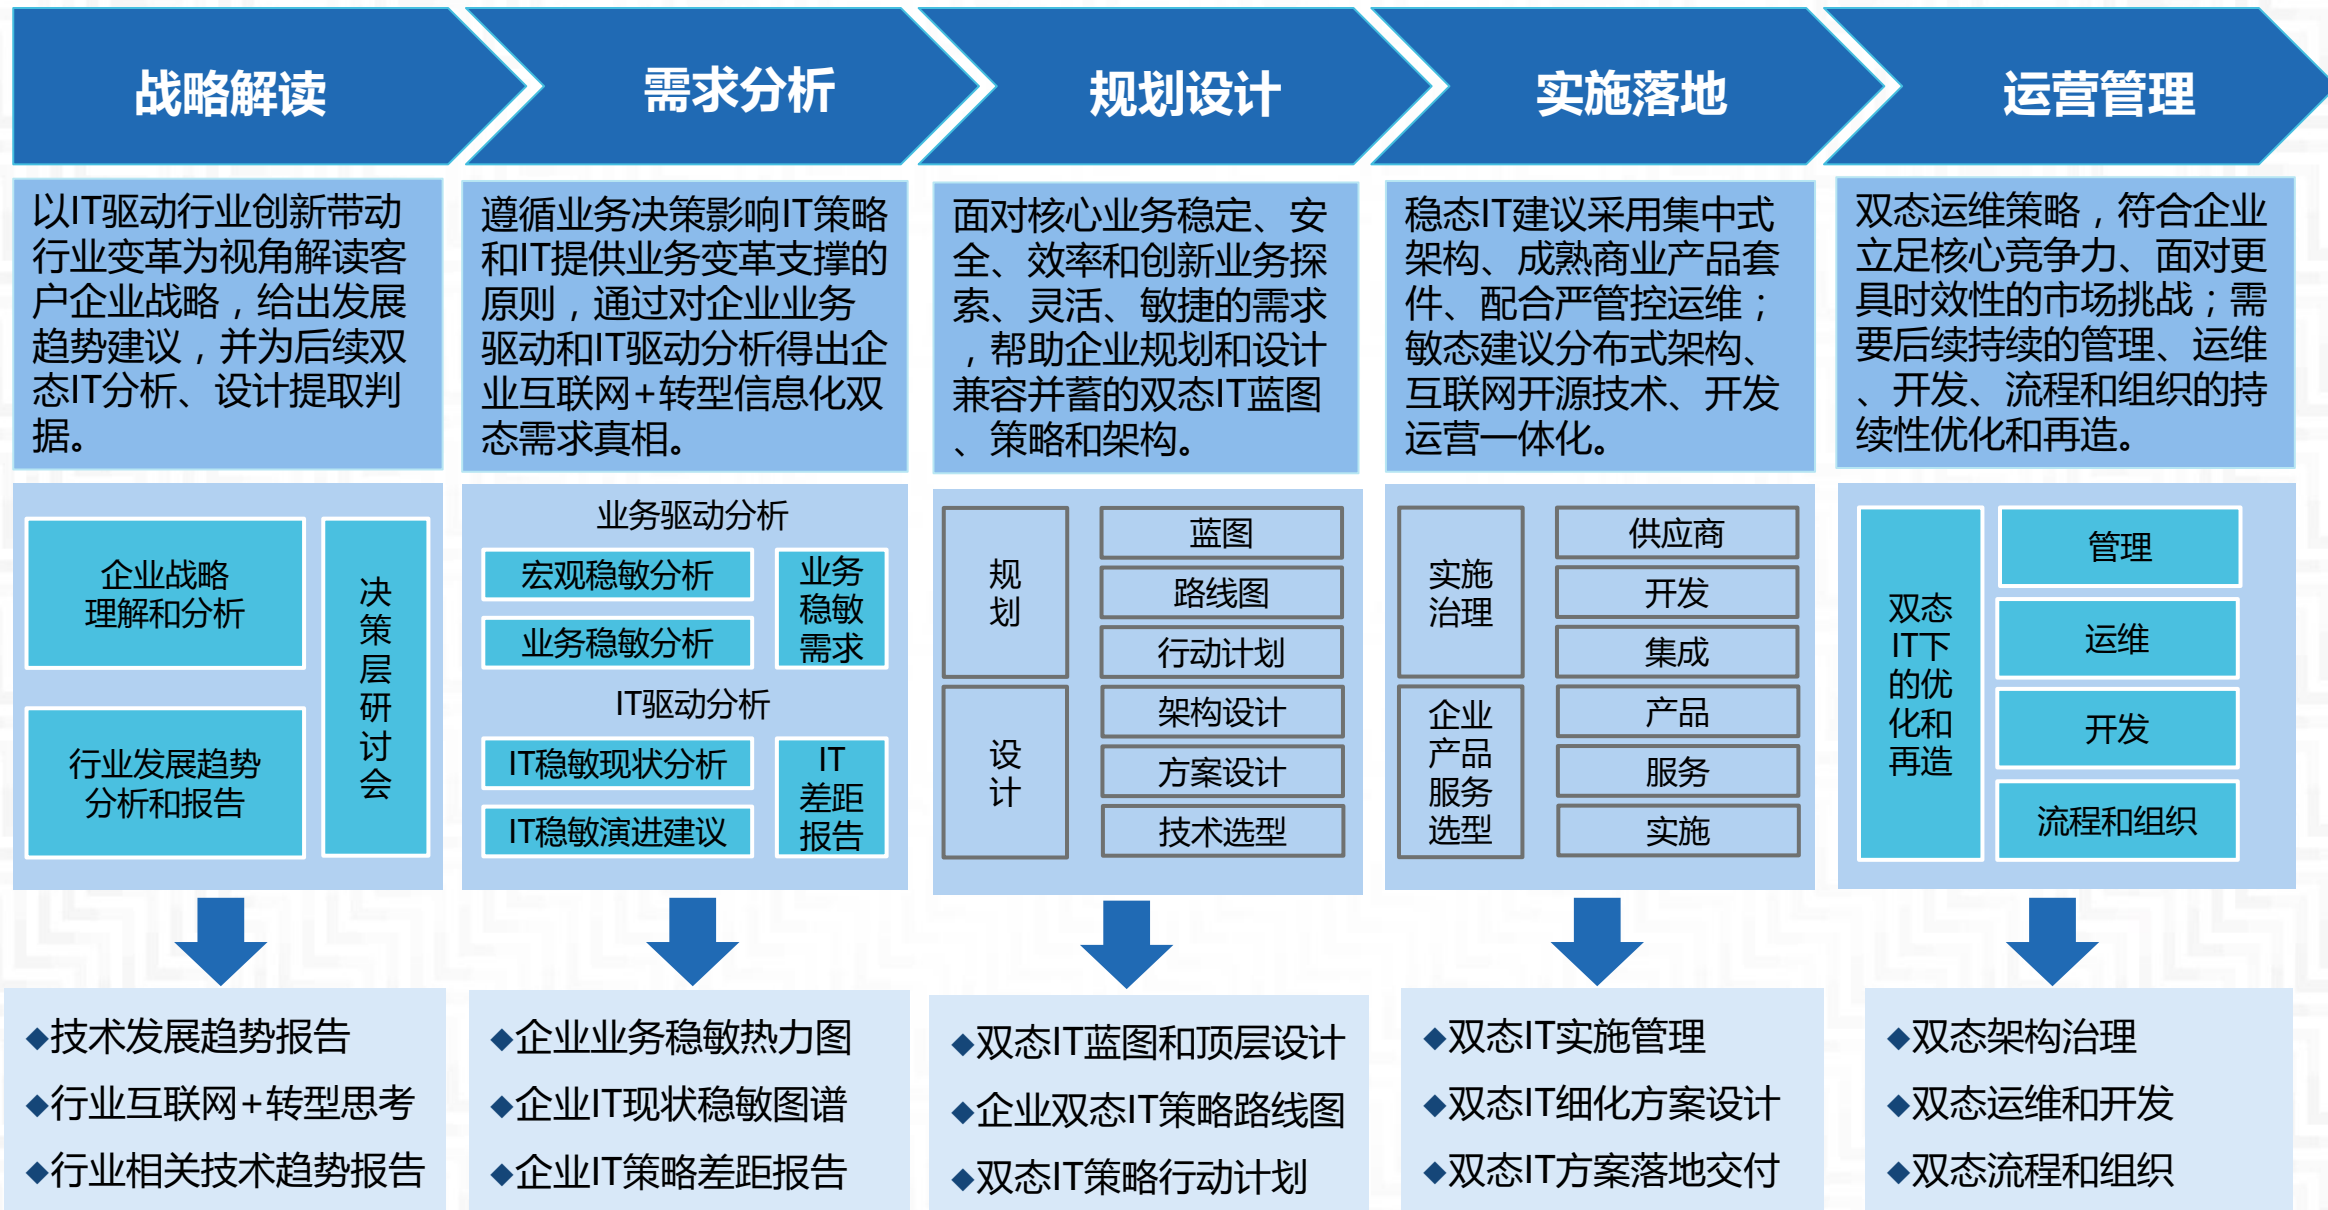 战略解读
需求分析
规划设计
实施落地
运营管理
以IT驱动行业创新带动
行业变革为视角解读客
户企业战略，给出发展
趋势建议，并为后续双
态IT分析、设计提取判
据。
遵循业务决策影响IT策略
和IT提供业务变革支撑的
原则，通过对企业业务
驱动和IT驱动分析得出企
业互联网+转型信息化双
态需求真相。
面对核心业务稳定、安
全、效率和创新业务探
索、灵活、敏捷的需求
，帮助企业规划和设计
兼容并蓄的双态IT蓝图
、策略和架构。
稳态IT建议采用集中式
架构、成熟商业产品套
件、配合严管控运维；
敏态建议分布式架构、
互联网开源技术、开发
运营一体化。
双态运维策略，符合企业
立足核心竞争力、面对更
具时效性的市场挑战；需
要后续持续的管理、运维
、开发、流程和组织的持
续性优化和再造。
企业战略
理解和分析
行业发展趋势
分析和报告
决
策
层
研
讨
会
业务驱动分析
宏观稳敏分析
业务稳敏分析
业务
稳敏
需求
IT驱动分析
IT稳敏现状分析
IT稳敏演进建议
IT
差距
报告
规
划
蓝图
路线图
行动计划
设
计
架构设计
方案设计
技术选型
实施
治理
供应商
开发
集成
企业
产品
服务
选型
产品
服务
实施
双态
IT下
的优
化和
再造
管理
运维
开发
流程和组织
◆技术发展趋势报告
◆行业互联网+转型思考
◆行业相关技术趋势报告
◆企业业务稳敏热力图
◆企业IT现状稳敏图谱
◆企业IT策略差距报告
◆双态IT蓝图和顶层设计
◆企业双态IT策略路线图
◆双态IT策略行动计划
◆双态IT实施管理
◆双态IT细化方案设计
◆双态IT方案落地交付
◆双态架构治理
◆双态运维和开发
◆双态流程和组织